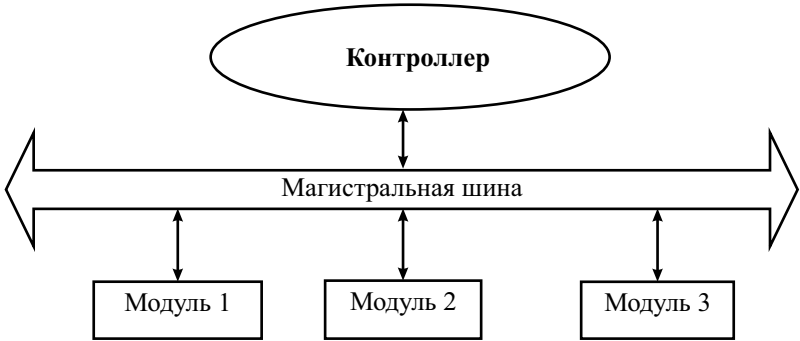 Контроллер
Магистральная шина
Модуль 1
Модуль 2
Модуль 3